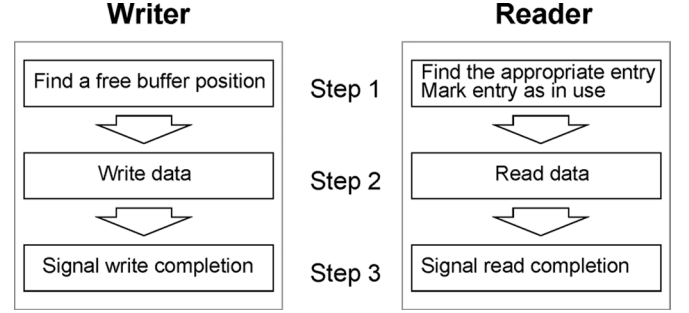 Writer
Reader
Find a free buffer position
Step 1
Find the appropriate entry
Mark entry as in use
Write data
Step 2
Read data
Signal write completion
Step 3
Signal read completion